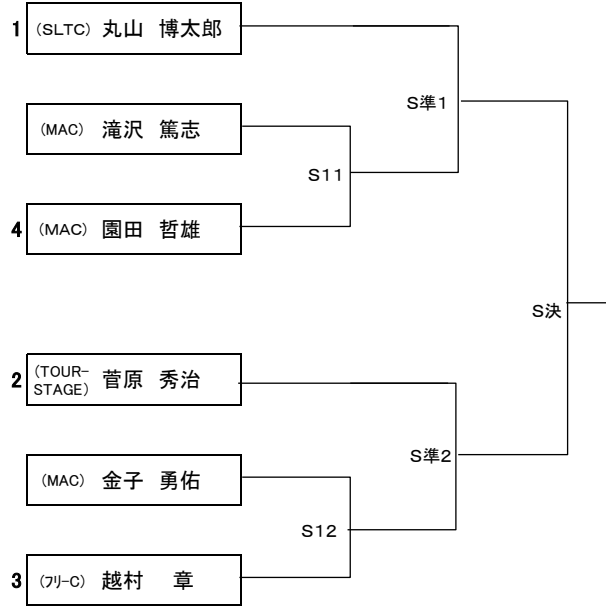 1 (SLTC) 丸山 博太郎
S準1
(MAC) 滝沢 篤志
S11
4 (MAC) 園田 哲雄
S決
2 (TOUR-
STAGE) 菅原 秀治
S準2
(MAC) 金子 勇佑
S12
3 (フリーC) 越村 章